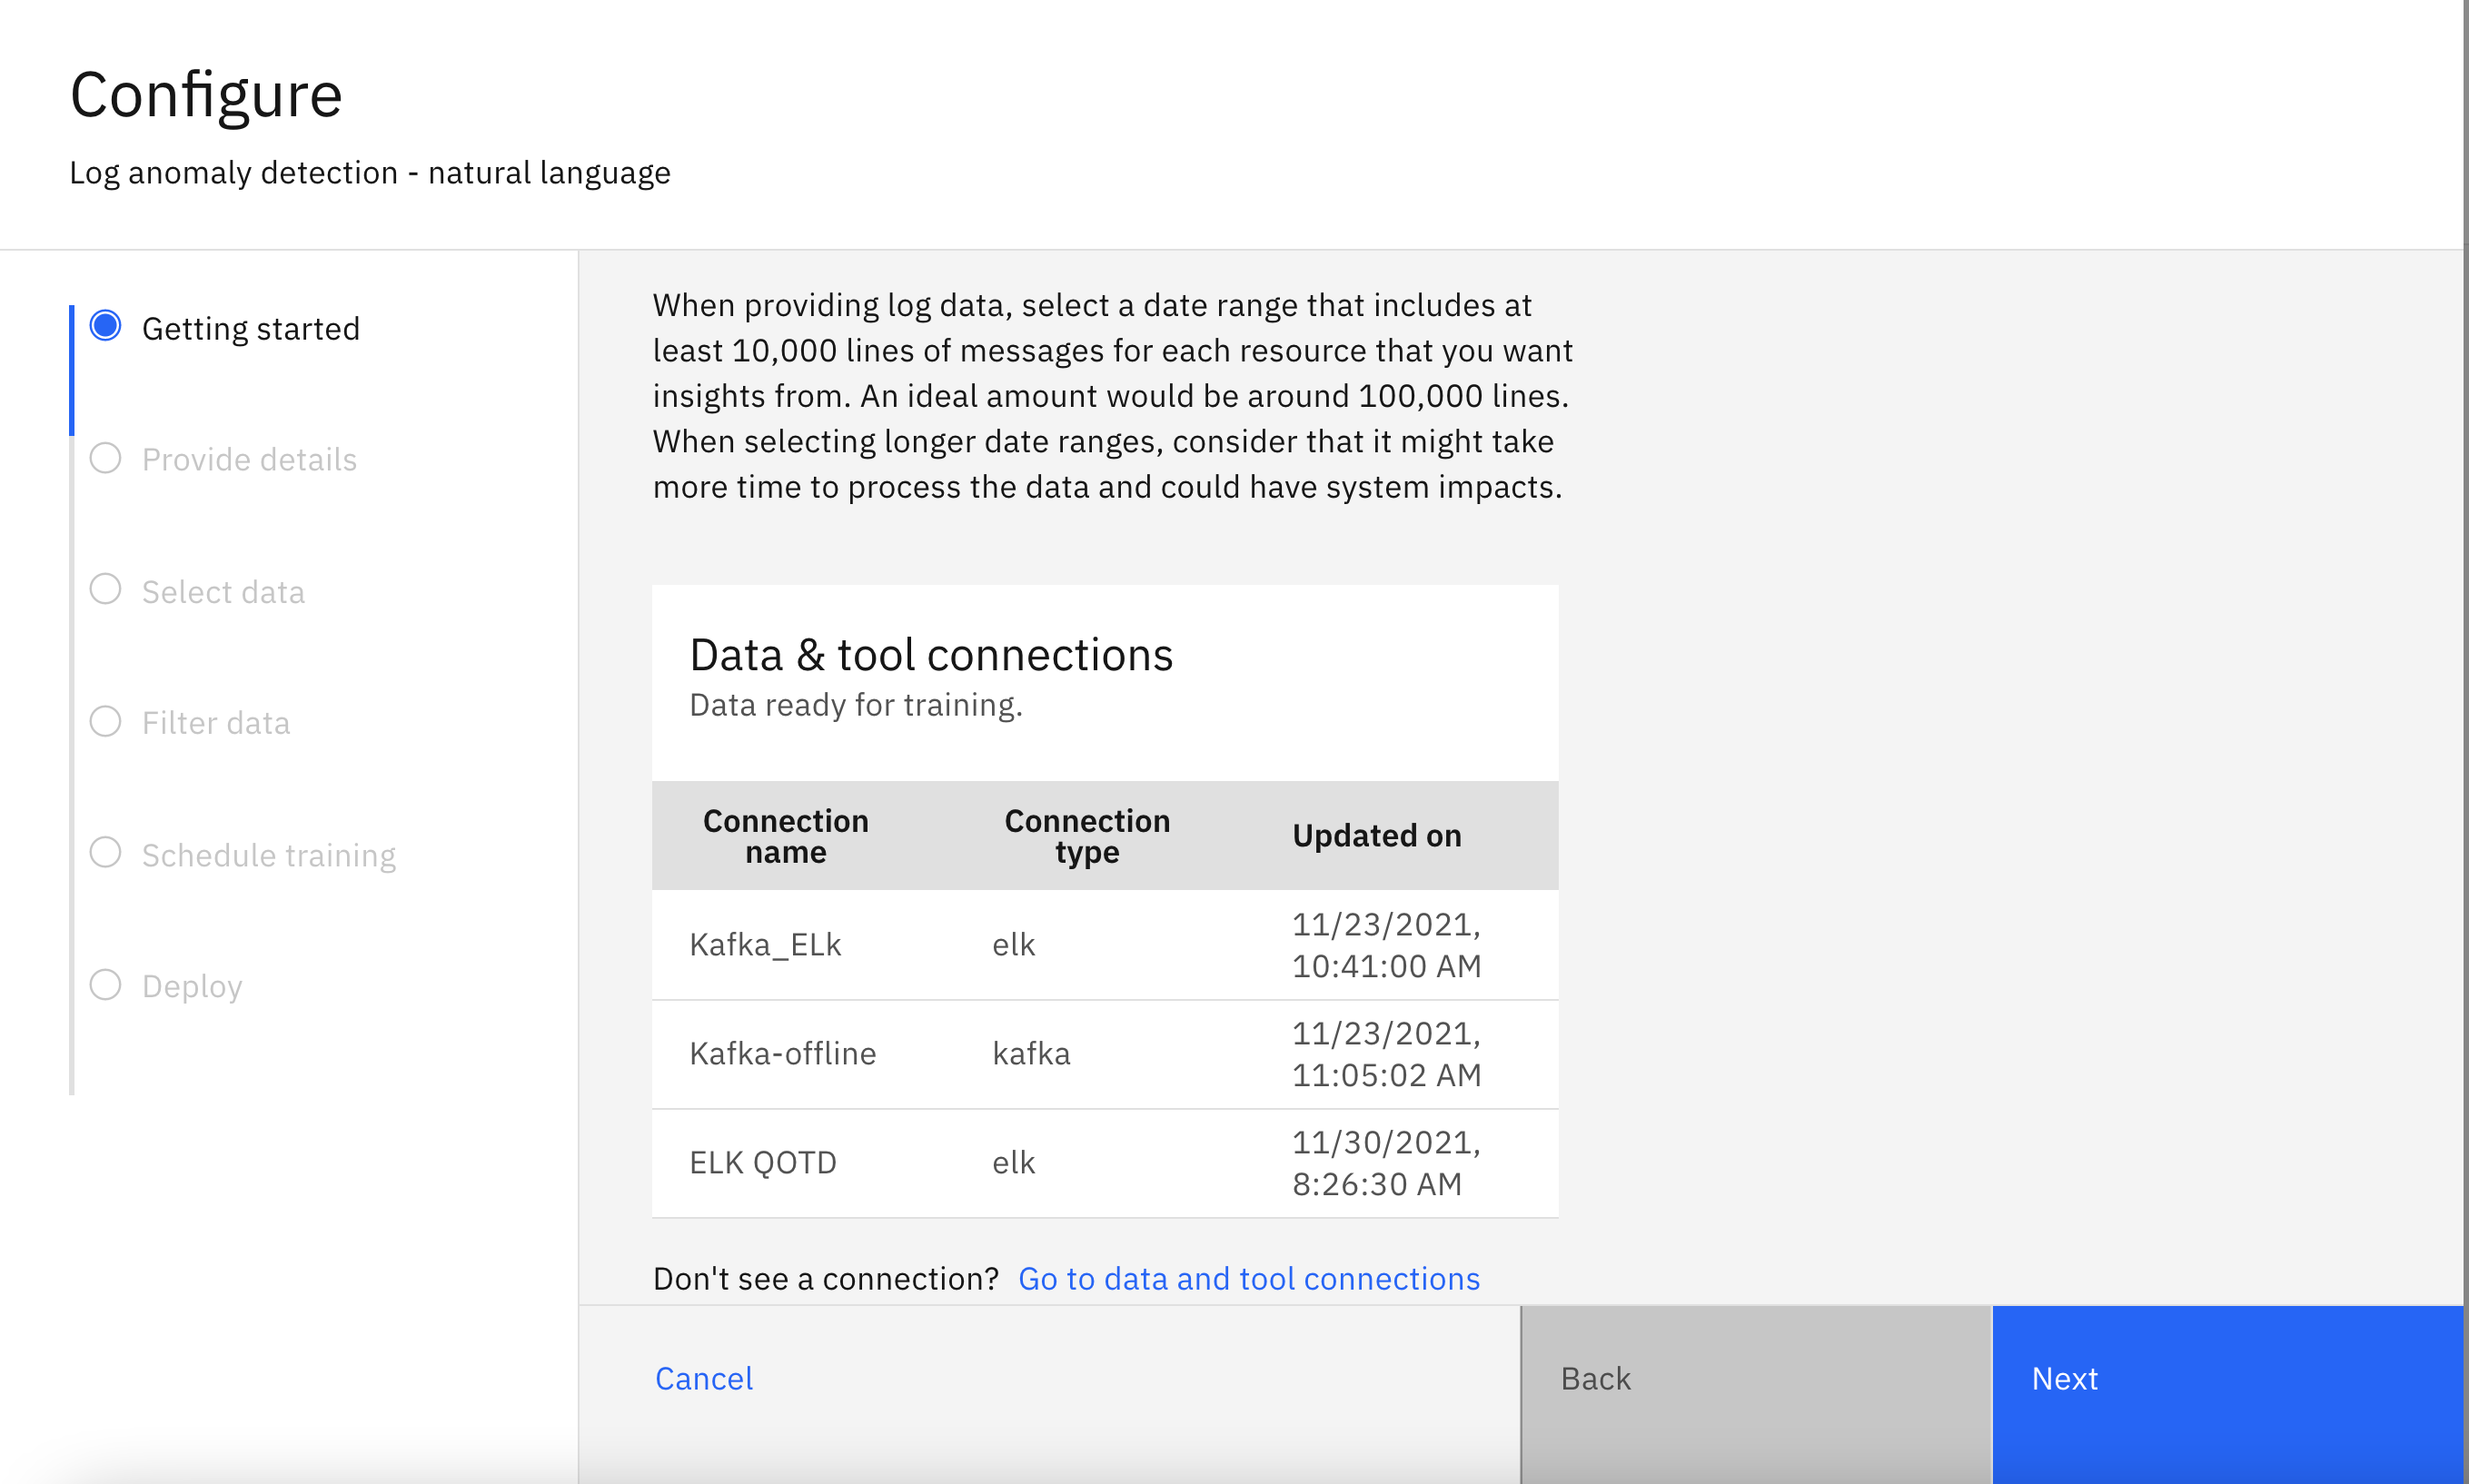 Configure
Log anomaly detection - natural language
Getting started
Provide details
Select data
Filter data
Schedule training
Deploy
When providing log data, select a date range that includes at
least 10,000 lines of messages for each resource that you want
insights from. An ideal amount would be around 100,000 lines.
When selecting longer date ranges, consider that it might take
more time to process the data and could have system impacts.
Data & tool connections
Data ready for training.
Connection name Connection type Updated on
Kafka_ELk elk 11/23/2021, 10:41:00 AM
Kafka-offline kafka 11/23/2021, 11:05:02 AM
ELK QOTD elk 11/30/2021, 8:26:30 AM
Don't see a connection? Go to data and tool connections
Cancel Back Next